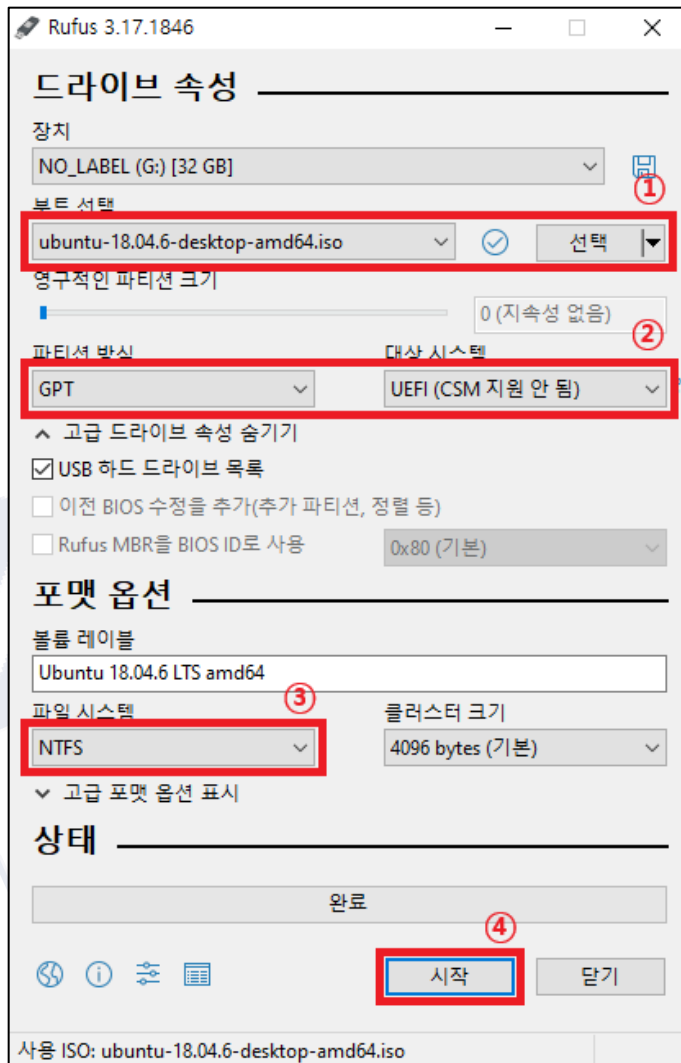 Rufus 3.17.1846
드라이브 속성
장치
NO_LABEL (G:) [32 GB]
①
부트 선택
ubuntu-18.04.6-desktop-amd64.iso
선택
영구적인 파티션 크기
0 (지속성 없음)
②
파티션 방식 대상 시스템
GPT UEFI (CSM 지원 안 됨)
고급 드라이브 속성 숨기기
USB 하드 드라이브 목록
이전 BIOS 수정을 추가(추가 파티션, 정렬 등)
Rufus MBR을 BIOS ID로 사용 0x80 (기본)
포맷 옵션
볼륨 레이블
Ubuntu 18.04.6 LTS amd64
③
파일 시스템 클러스터 크기
NTFS 4096 bytes (기본)
고급 포맷 옵션 표시
상태
완료
④
시작 닫기
사용 ISO: ubuntu-18.04.6-desktop-amd64.iso